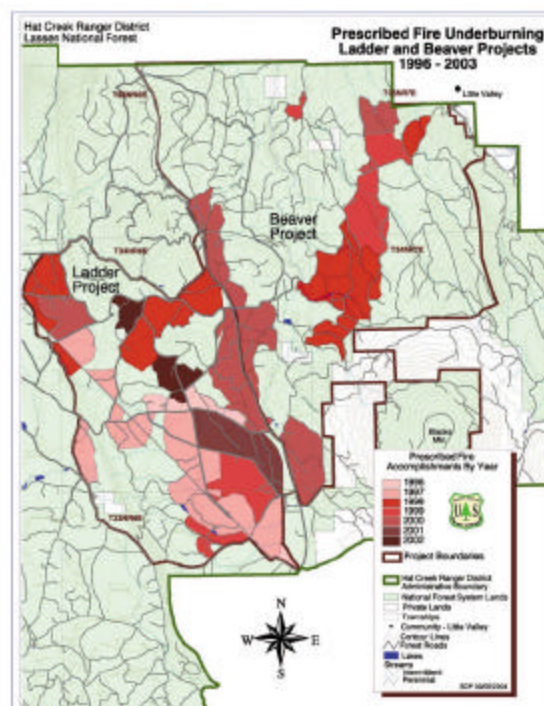 Hat Creek Ranger District
Lassen National Forest
Prescribed Fire Underburning
Ladder and Beaver Projects
1996 - 2003
Little Valley
Beaver
Project
Ladder
Project
Blacks
Mtn
Prescribed Fire
Accomplishments By Year
1996
1997
1998
1999
2000
2001
2002
U S
Project Boundaries
Hat Creek Ranger District
Administrative Boundary
National Forest System Lands
Private Lands
Townships
Community - Little Valley
Contour Lines
Forest Roads
Lakes
Streams
Intermittent
Perennial
N
W
E
S